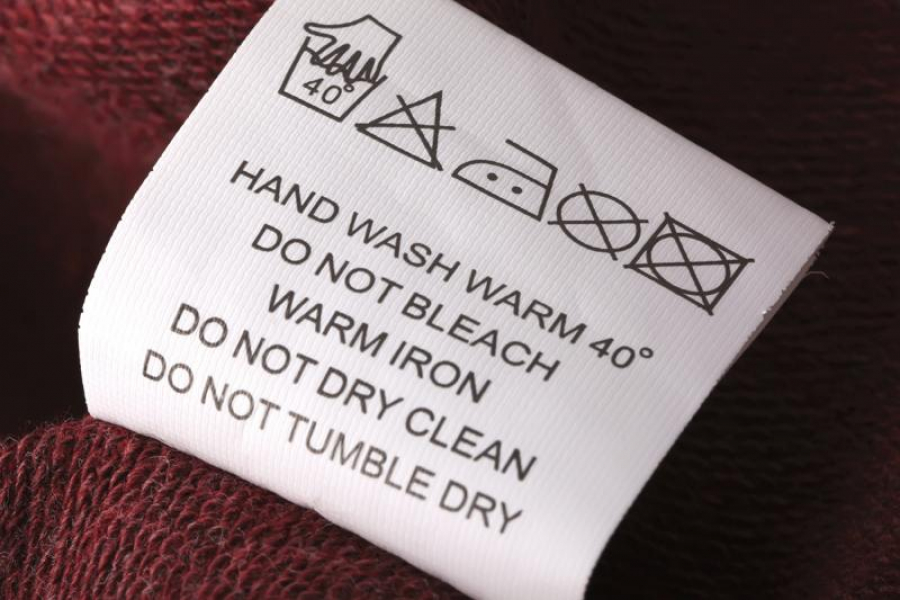 40°
HAND WASH WARM 40°
DO NOT BLEACH
WARM IRON
DO NOT DRY CLEAN
DO NOT TUMBLE DRY